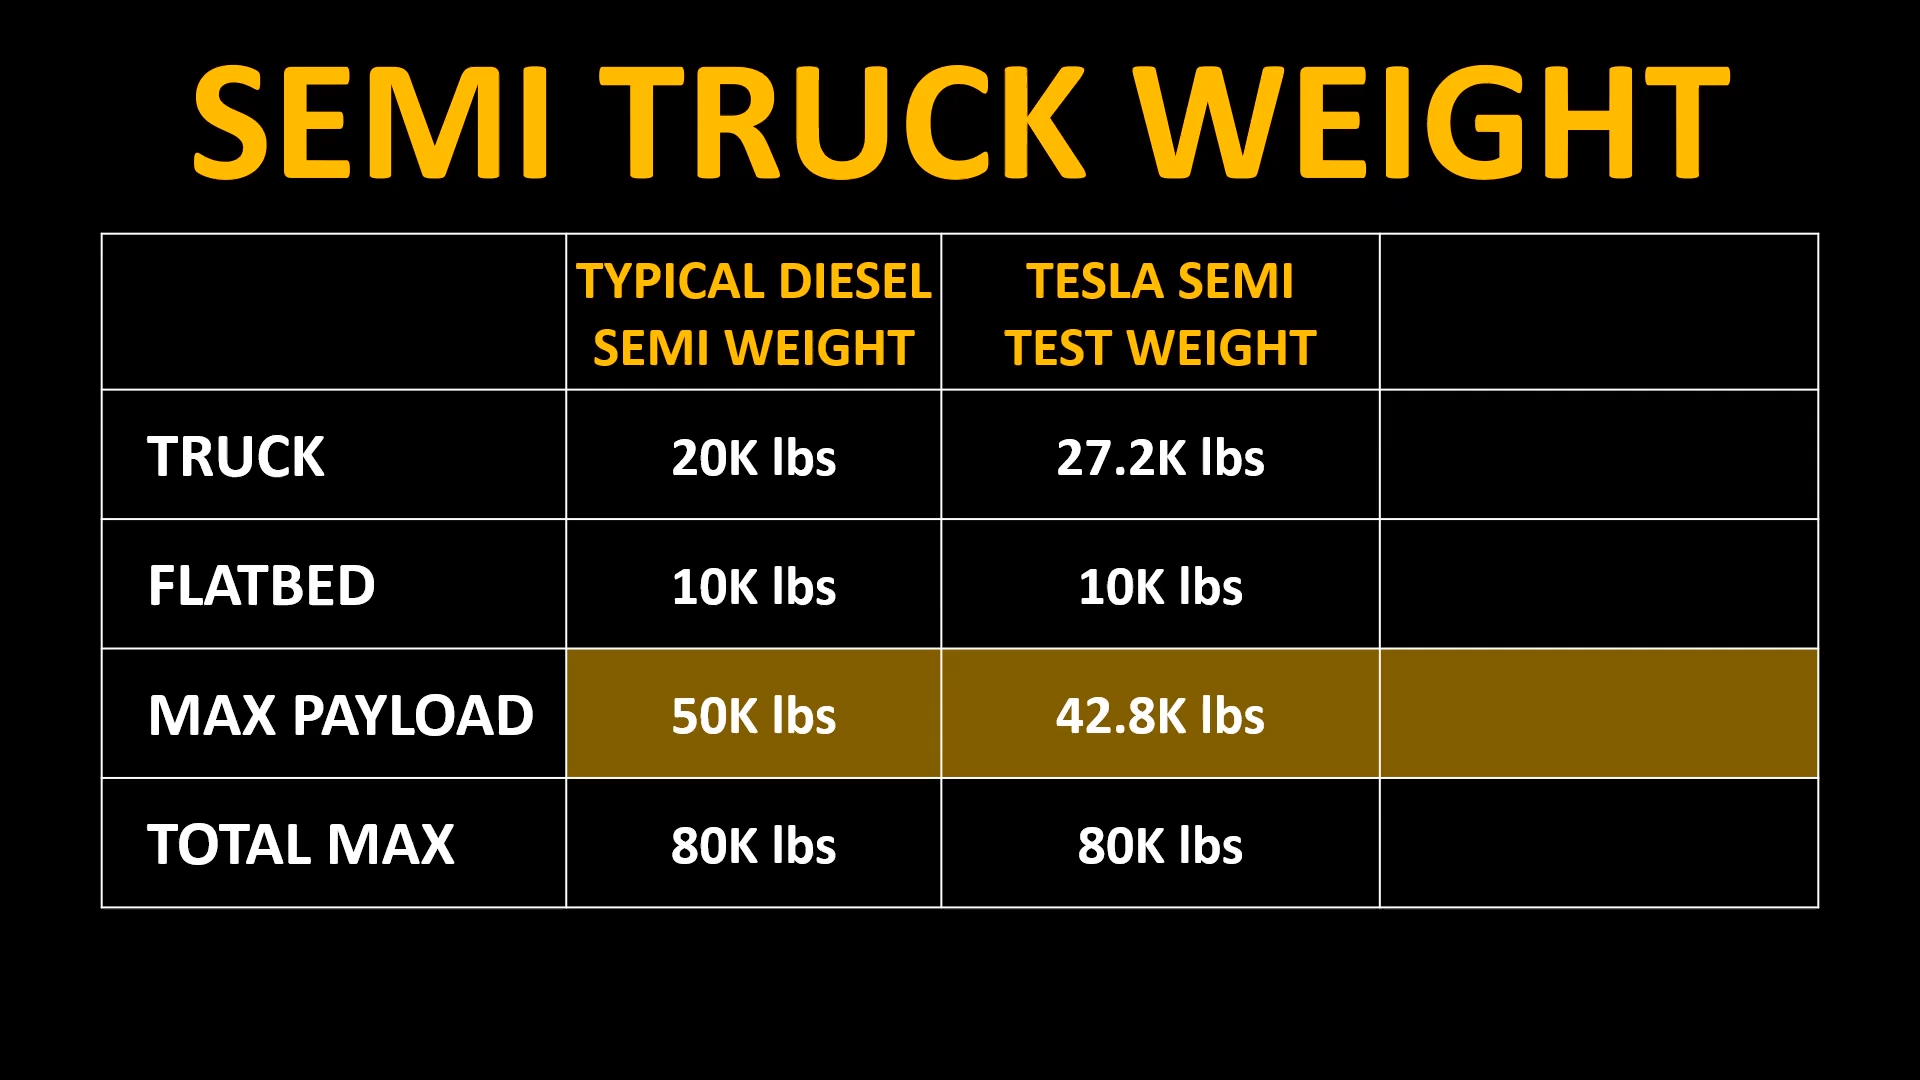 SEMI TRUCK WEIGHT
TYPICAL DIESEL
SEMI WEIGHT
TESLA SEMI
TEST WEIGHT
TRUCK
20K lbs
27.2K lbs
FLATBED
10K lbs
10K lbs
MAX PAYLOAD
50K lbs
42.8K lbs
TOTAL MAX
80K lbs
80K lbs